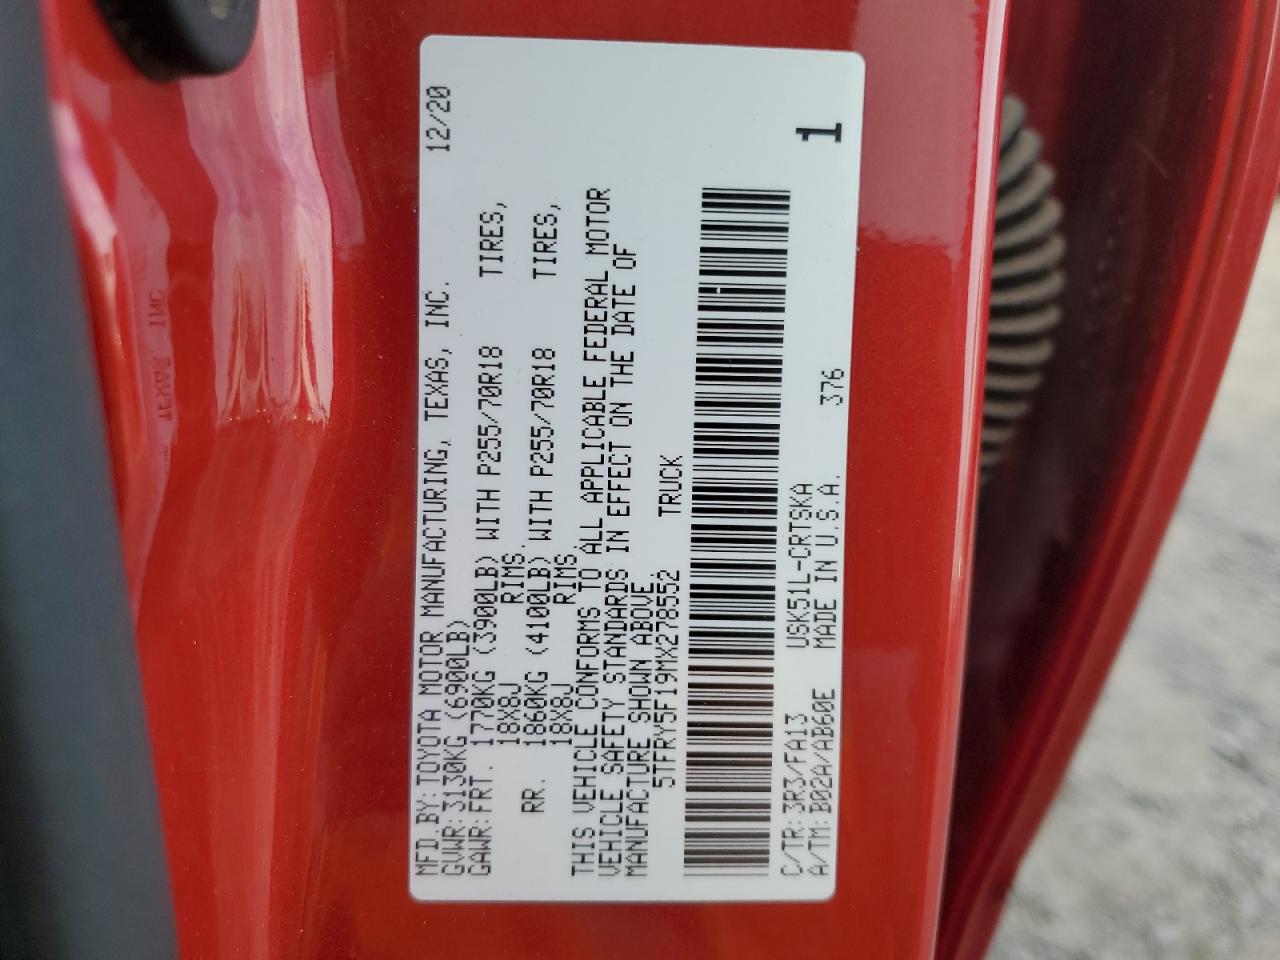 MFD.BY: TOYOTA MOTOR MANUFACTURING, TEXAS, INC. 12/20
GVWR: 3130KG (6900LB)
GAWR: FRT. 1770KG (3900LB) WITH P255/70R18 TIRES,
18X8J RIMS.
RR. 1860KG (4100LB) WITH P255/70R18 TIRES,
18X8J RIMS.
THIS VEHICLE CONFORMS TO ALL APPLICABLE FEDERAL MOTOR
VEHICLE SAFETY STANDARDS IN EFFECT ON THE DATE OF
MANUFACTURE SHOWN ABOVE.
5TFRY5F19MX278552 TRUCK
C/TR: 3R3/FA13 USK51L-CRTSKA
A/TM: B02A/AB60E MADE IN U.S.A. 376
1